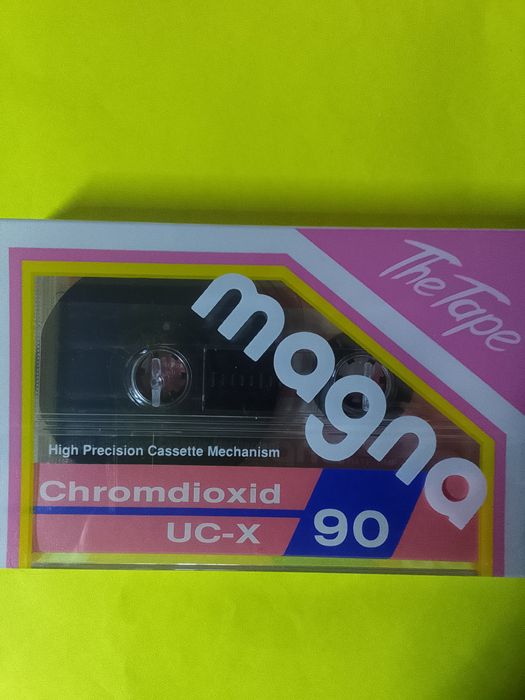 The Tape
magna
High Precision Cassette Mechanism
Chromdioxid
UC-X
90